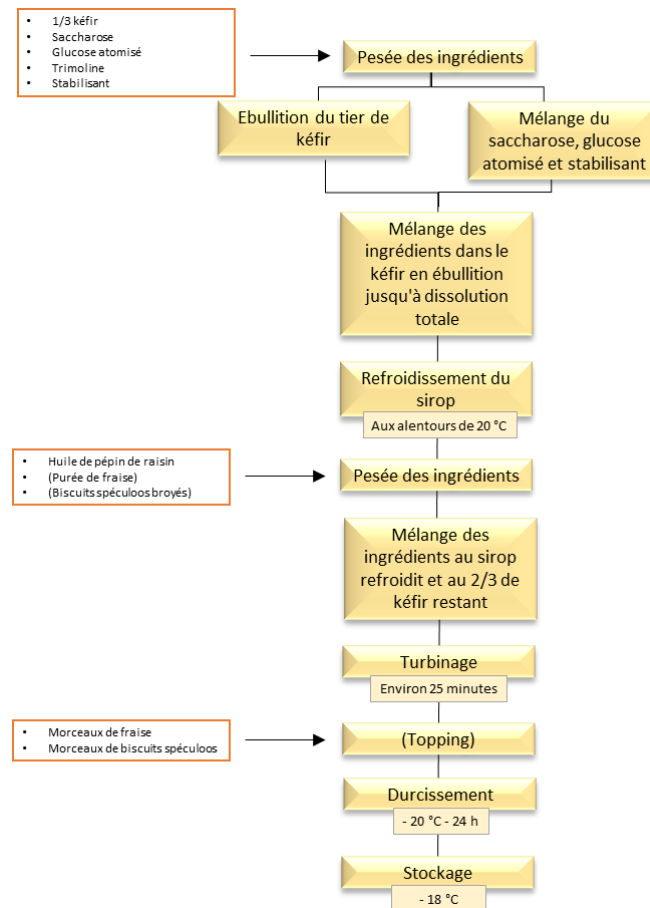 • 1/3 kéfir
• Saccharose
• Glucose atomisé
• Trimoline
• Stabilisant
Pesée des ingrédients
Ebullition du tier de
kéfir
Mélange du
saccharose, glucose
atomisé et stabilisant
Mélange des
ingrédients dans le
kéfir en ébullition
jusqu'à dissolution
totale
Refroidissement du
sirop
Aux alentours de 20 °C
• Huile de pépin de raisin
• (Purée de fraise)
• (Biscuits spéculoos broyés)
Pesée des ingrédients
Mélange des
ingrédients au sirop
refroidit et au 2/3 de
kéfir restant
Turbinage
Environ 25 minutes
• Morceaux de fraise
• Morceaux de biscuits spéculoos
(Topping)
Durcissement
- 20 °C - 24 h
Stockage
- 18 °C